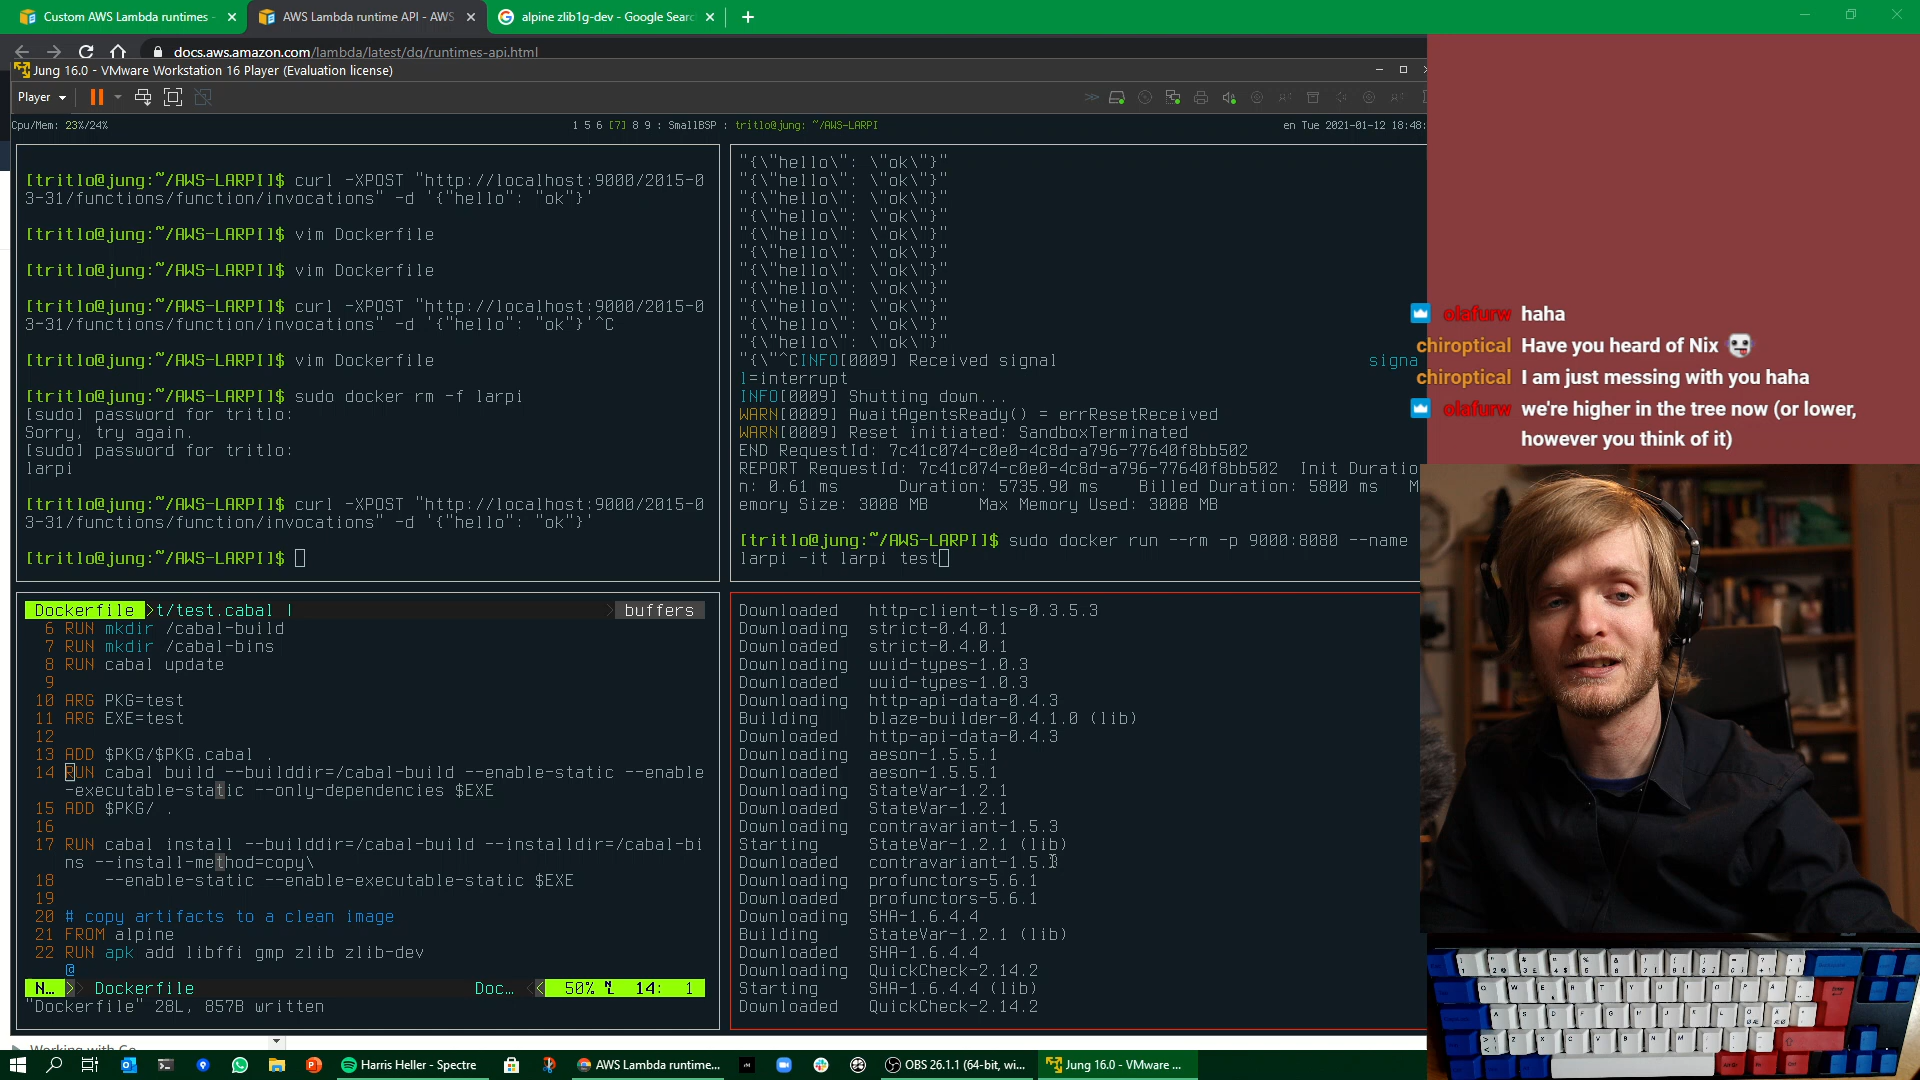 Custom AWS Lambda runtimes -
AWS Lambda runtime API - AWS
alpine zlib1g-dev - Google Searc
docs.aws.amazon.com/lambda/latest/dg/runtimes-api.html
Jung 16.0 - VMware Workstation 16 Player (Evaluation license)
Player
Cpu/Mem: 23%/24%
1 5 6 [7] 8 9 : SmallBSP : tritlo@jung: ~/AWS-LARPI
en Tue 2021-01-12 18:48:
[tritlo@jung:~/AWS-LARPI]$ curl -XPOST "http://localhost:9000/2015-0
3-31/functions/function/invocations" -d '{"hello": "ok"}'
[tritlo@jung:~/AWS-LARPI]$ vim Dockerfile
[tritlo@jung:~/AWS-LARPI]$ vim Dockerfile
[tritlo@jung:~/AWS-LARPI]$ curl -XPOST "http://localhost:9000/2015-0
3-31/functions/function/invocations" -d '{"hello": "ok"}'^C
[tritlo@jung:~/AWS-LARPI]$ vim Dockerfile
[tritlo@jung:~/AWS-LARPI]$ sudo docker rm -f larpi
[sudo] password for tritlo:
Sorry, try again.
[sudo] password for tritlo:
larpi
[tritlo@jung:~/AWS-LARPI]$ curl -XPOST "http://localhost:9000/2015-0
3-31/functions/function/invocations" -d '{"hello": "ok"}'
[tritlo@jung:~/AWS-LARPI]$
"{\"hello\": \"ok\"}"
"{\"hello\": \"ok\"}"
"{\"hello\": \"ok\"}"
"{\"hello\": \"ok\"}"
"{\"hello\": \"ok\"}"
"{\"hello\": \"ok\"}"
"{\"hello\": \"ok\"}"
"{\"hello\": \"ok\"}"
"{\"hello\": \"ok\"}"
"{\"hello\": \"ok\"}"
"{\"hello\": \"ok\"}"
"{\"^CINFO[0009] Received signal signa
l=interrupt
INFO[0009] Shutting down...
WARN[0009] AwaitAgentsReady() = errResetReceived
WARN[0009] Reset initiated: SandboxTerminated
END RequestId: 7c41c074-c0e0-4c8d-a796-77640f8bb502
REPORT RequestId: 7c41c074-c0e0-4c8d-a796-77640f8bb502 Init Duratio
n: 0.61 ms Duration: 5735.90 ms Billed Duration: 5800 ms M
emory Size: 3008 MB Max Memory Used: 3008 MB
[tritlo@jung:~/AWS-LARPI]$ sudo docker run --rm -p 9000:8080 --name
larpi -it larpi test
Dockerfile >t/test.cabal | buffers
6 RUN mkdir /cabal-build
7 RUN mkdir /cabal-bins
8 RUN cabal update
9
10 ARG PKG=test
11 ARG EXE=test
12
13 ADD $PKG/$PKG.cabal .
14 RUN cabal build --builddir=/cabal-build --enable-static --enable
-executable-static --only-dependencies $EXE
15 ADD $PKG/ .
16
17 RUN cabal install --builddir=/cabal-build --installdir=/cabal-bi
ns --install-method=copy\
18 --enable-static --enable-executable-static $EXE
19
20 # copy artifacts to a clean image
21 FROM alpine
22 RUN apk add libffi gmp zlib zlib-dev
@
N... > Dockerfile Doc... < 50% 14: 1
"Dockerfile" 28L, 857B written
Downloaded http-client-tls-0.3.5.3
Downloading strict-0.4.0.1
Downloaded strict-0.4.0.1
Downloading uuid-types-1.0.3
Downloaded uuid-types-1.0.3
Downloading http-api-data-0.4.3
Building blaze-builder-0.4.1.0 (lib)
Downloaded http-api-data-0.4.3
Downloading aeson-1.5.5.1
Downloaded aeson-1.5.5.1
Downloading StateVar-1.2.1
Downloaded StateVar-1.2.1
Downloading contravariant-1.5.3
Starting StateVar-1.2.1 (lib)
Downloaded contravariant-1.5.3
Downloading profunctors-5.6.1
Downloaded profunctors-5.6.1
Downloading SHA-1.6.4.4
Building StateVar-1.2.1 (lib)
Downloaded SHA-1.6.4.4
Downloading QuickCheck-2.14.2
Starting SHA-1.6.4.4 (lib)
Downloaded QuickCheck-2.14.2
olafurw haha
chiroptical Have you heard of Nix
chiroptical I am just messing with you haha
olafurw we're higher in the tree now (or lower,
however you think of it)
Working with Go
Harris Heller - Spectre
AWS Lambda runtime...
OBS 26.1.1 (64-bit, wi...
Jung 16.0 - VMware ...